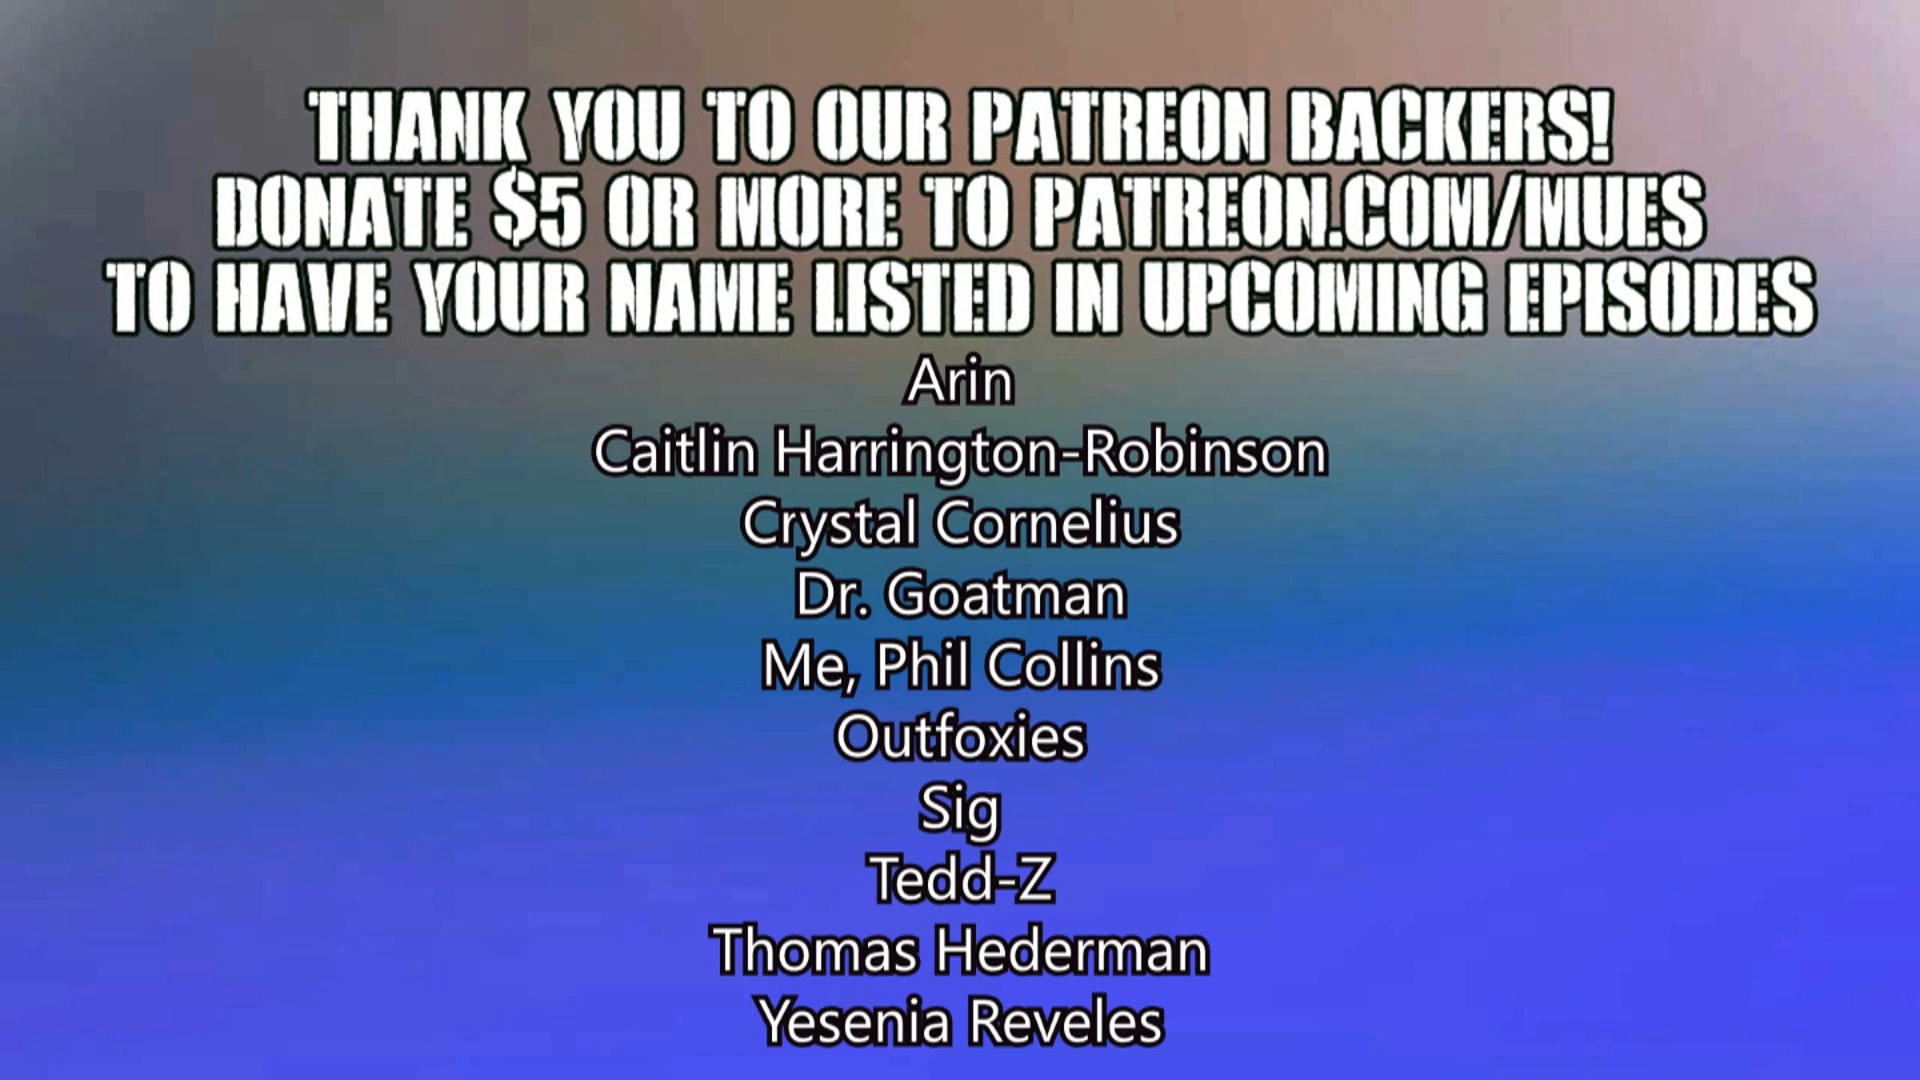 THANK YOU TO OUR PATREON BACKERS!
DONATE $5 OR MORE TO PATREON.COM/MUES
TO HAVE YOUR NAME LISTED IN UPCOMING EPISODES
Arin
Caitlin Harrington-Robinson
Crystal Cornelius
Dr. Goatman
Me, Phil Collins
Outfoxies
Sig
Tedd-Z
Thomas Hederman
Yesenia Reveles